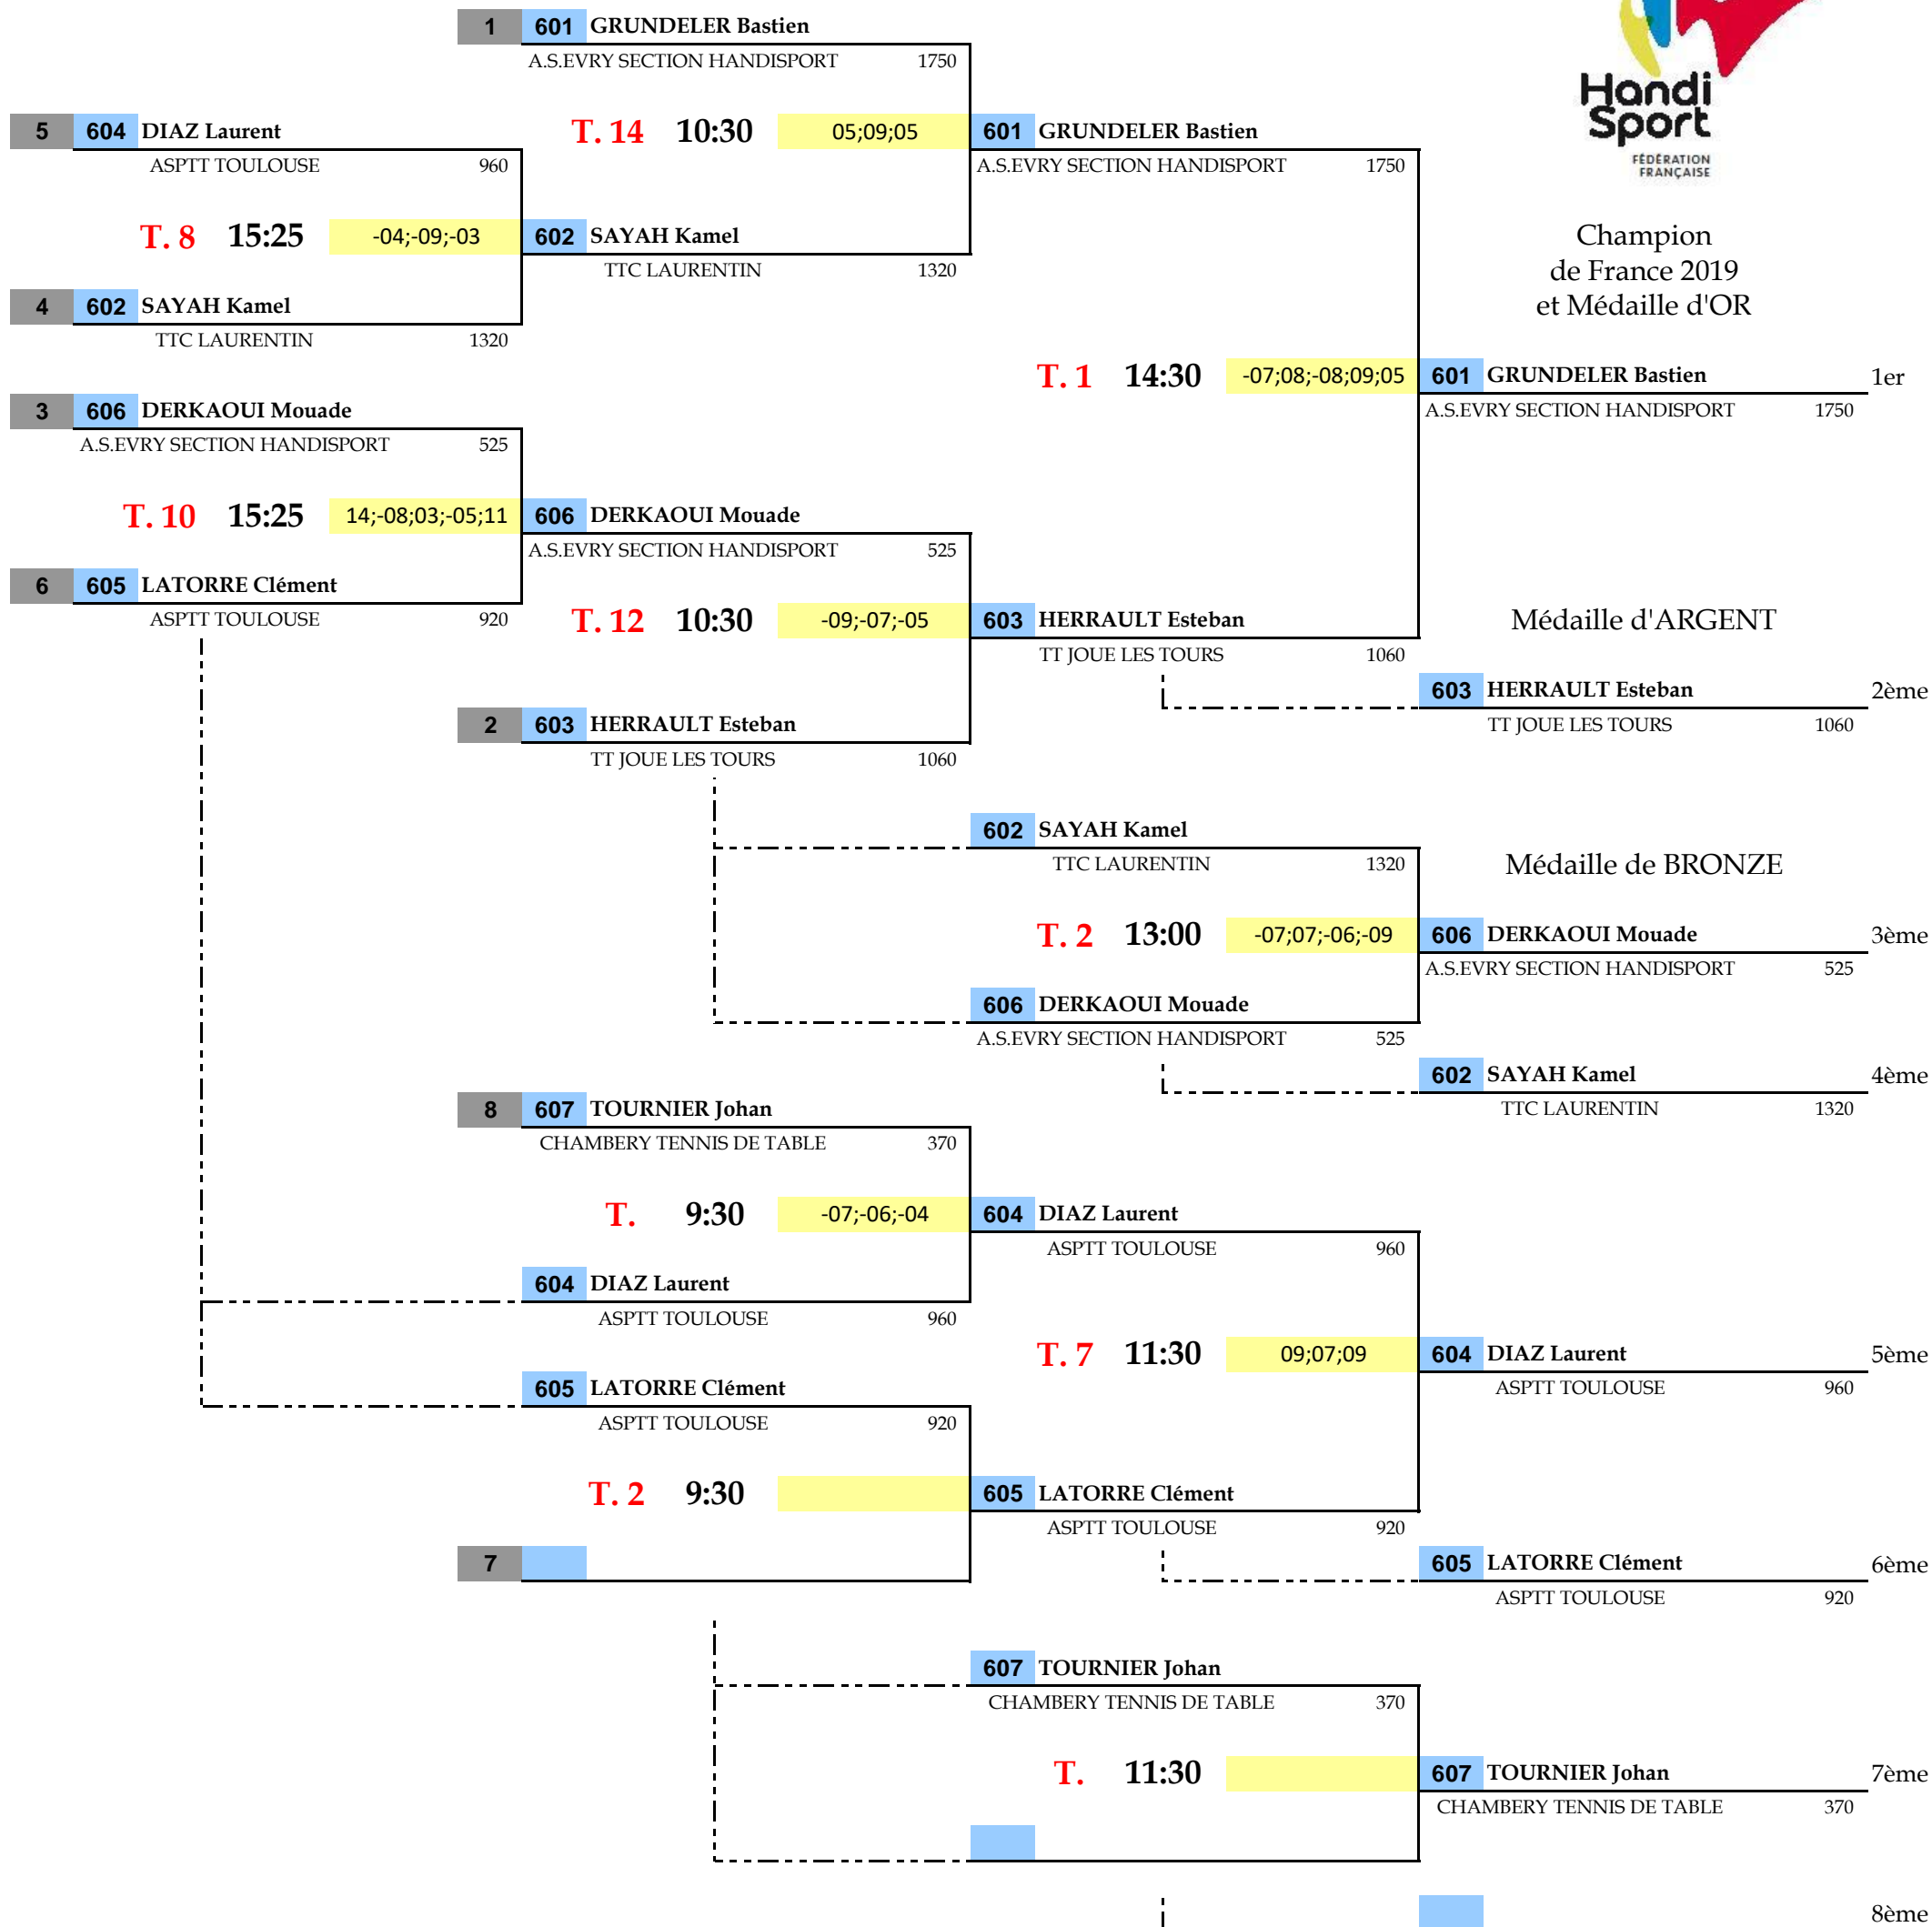 1 601 GRUNDELER Bastien
A.S.EVRY SECTION HANDISPORT 1750
Handi
Sport
FÉDÉRATION
FRANÇAISE
5 604 DIAZ Laurent T. 14 10:30 05;09;05 601 GRUNDELER Bastien
ASPTT TOULOUSE 960 A.S.EVRY SECTION HANDISPORT 1750
T. 8 15:25 -04;-09;-03 602 SAYAH Kamel
TTC LAURENTIN 1320
Champion
de France 2019
et Médaille d'OR
4 602 SAYAH Kamel
TTC LAURENTIN 1320
T. 1 14:30 -07;08;-08;09;05 601 GRUNDELER Bastien 1er
A.S.EVRY SECTION HANDISPORT 1750
3 606 DERKAOUI Mouade
A.S.EVRY SECTION HANDISPORT 525
T. 10 15:25 14;-08;03;-05;11 606 DERKAOUI Mouade
A.S.EVRY SECTION HANDISPORT 525
6 605 LATORRE Clément
ASPTT TOULOUSE 920 T. 12 10:30 -09;-07;-05 603 HERRAULT Esteban Médaille d'ARGENT
TT JOUE LES TOURS 1060
603 HERRAULT Esteban 2ème
TT JOUE LES TOURS 1060
2 603 HERRAULT Esteban
TT JOUE LES TOURS 1060
602 SAYAH Kamel
TTC LAURENTIN 1320 Médaille de BRONZE
T. 2 13:00 -07;07;-06;-09 606 DERKAOUI Mouade 3ème
A.S.EVRY SECTION HANDISPORT 525
606 DERKAOUI Mouade
A.S.EVRY SECTION HANDISPORT 525
602 SAYAH Kamel 4ème
TTC LAURENTIN 1320
8 607 TOURNIER Johan
CHAMBERY TENNIS DE TABLE 370
T. 9:30 -07;-06;-04 604 DIAZ Laurent
ASPTT TOULOUSE 960
604 DIAZ Laurent
ASPTT TOULOUSE 960
T. 7 11:30 09;07;09 604 DIAZ Laurent 5ème
ASPTT TOULOUSE 960
605 LATORRE Clément
ASPTT TOULOUSE 920
T. 2 9:30 605 LATORRE Clément
ASPTT TOULOUSE 920
7
605 LATORRE Clément 6ème
ASPTT TOULOUSE 920
607 TOURNIER Johan
CHAMBERY TENNIS DE TABLE 370
T. 11:30 607 TOURNIER Johan 7ème
CHAMBERY TENNIS DE TABLE 370
8ème